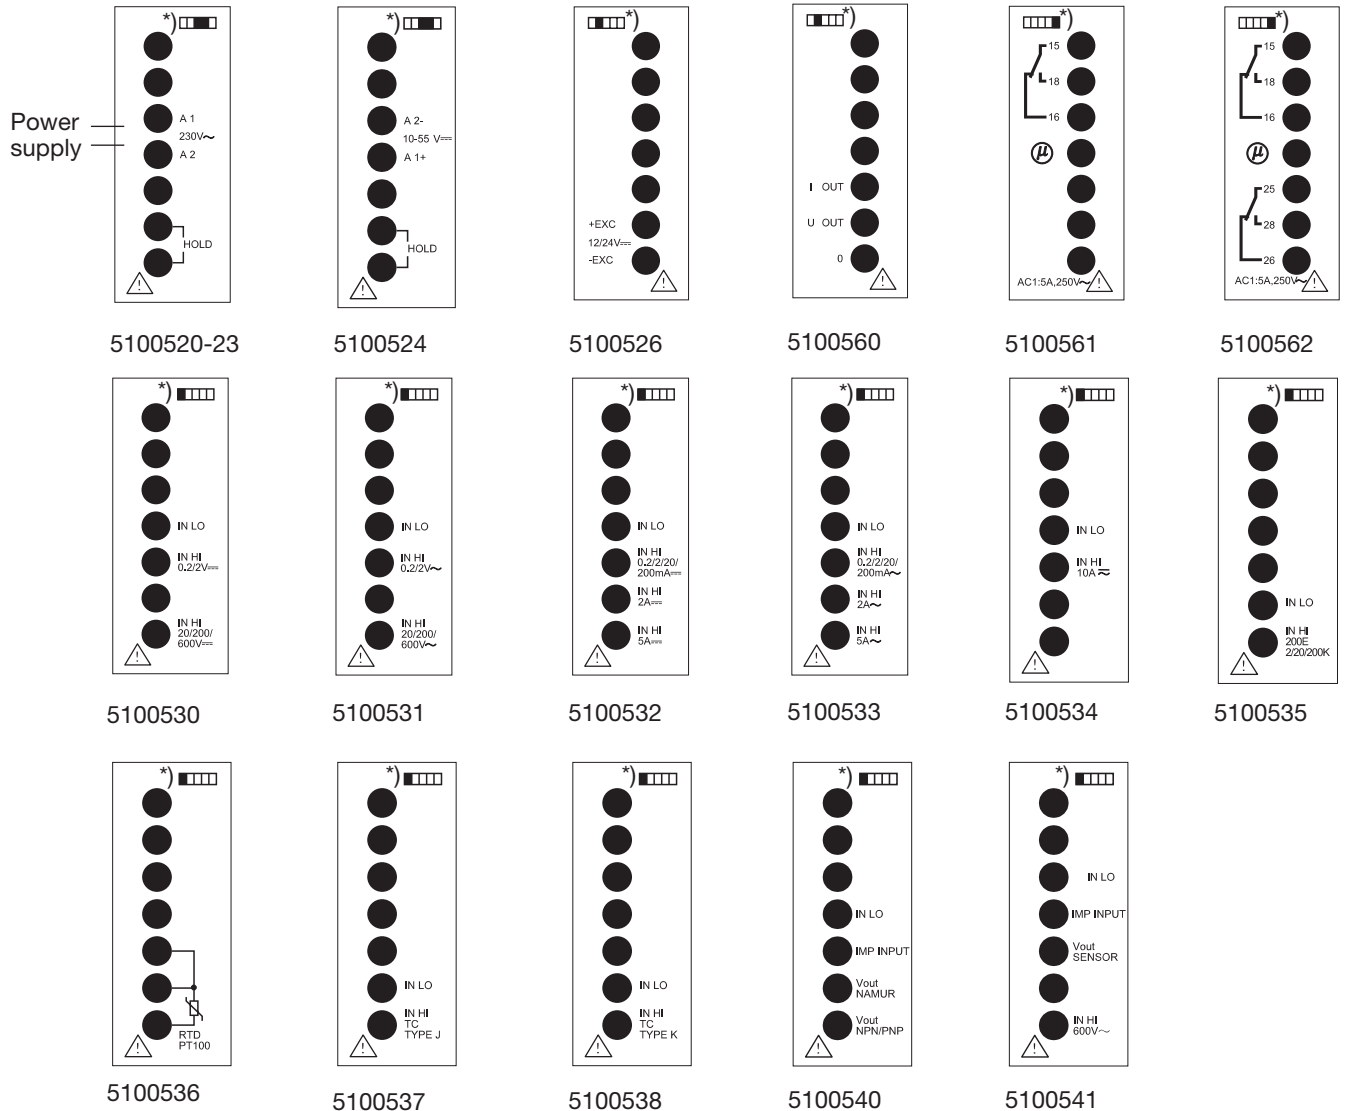 *)
*)
*)
*)
*)
*)
Power
supply
A 1
230V~
A 2
HOLD
5100520-23
A 2-
10-55 V⎓
A 1+
HOLD
5100524
+EXC
12/24V⎓
-EXC
5100526
I OUT
U OUT
0
5100560
15
18
16
µ
AC1:5A,250V~
5100561
15
18
16
µ
25
28
26
AC1:5A,250V~
5100562
*)
IN LO
IN HI
0.2/2V⎓
IN HI
20/200/
600V⎓
5100530
*)
IN LO
IN HI
0.2/2V~
IN HI
20/200/
600V~
5100531
*)
IN LO
IN HI
0.2/2/20/
200mA⎓
IN HI
2A⎓
IN HI
5A⎓
5100532
*)
IN LO
IN HI
0.2/2/20/
200mA~
IN HI
2A~
IN HI
5A~
5100533
*)
IN LO
IN HI
10A⎓~
5100534
*)
IN LO
IN HI
200E
2/20/200K
5100535
*)
RTD
PT100
5100536
*)
IN LO
IN HI
TC
TYPE J
5100537
*)
IN LO
IN HI
TC
TYPE K
5100538
*)
IN LO
IMP INPUT
Vout
NAMUR
Vout
NPN/PNP
5100540
*)
IN LO
IMP INPUT
Vout
SENSOR
IN HI
600V~
5100541